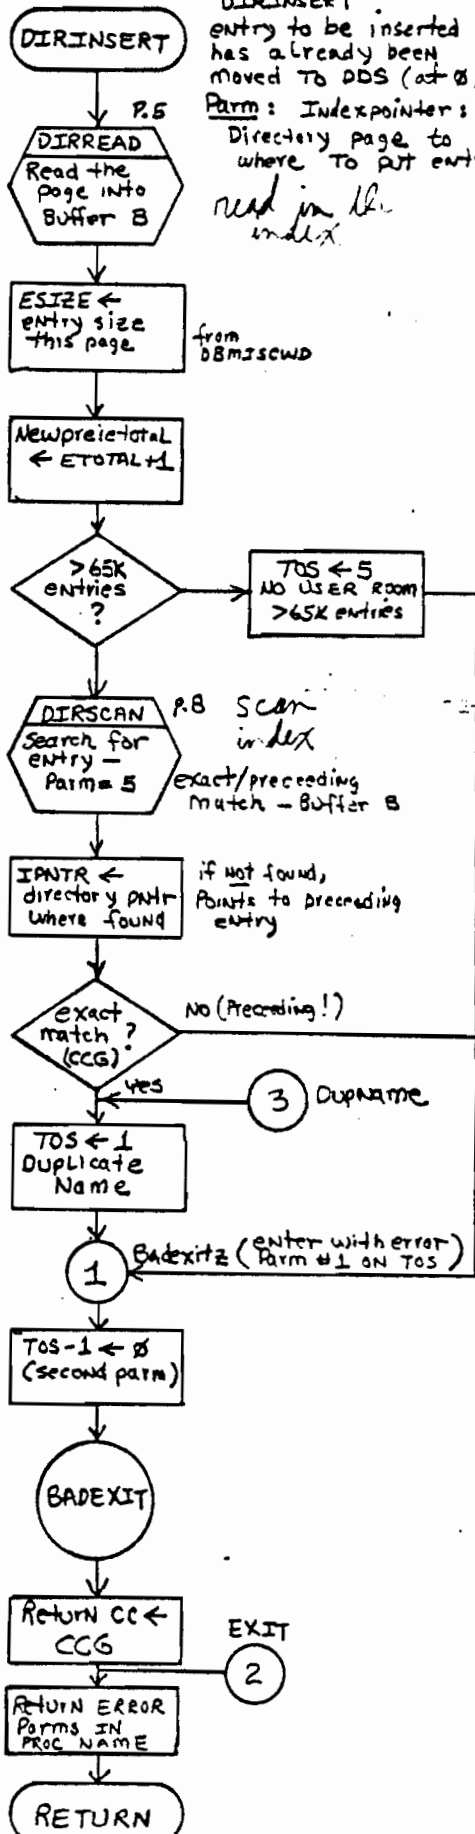 DIRINSERT
DIRINSERT
entry to be inserted
has already been
moved TO DDS (at Ø
Parm: Indexpointer:
Directory page to
where TO put ent
P.5
DIRREAD
Read the
page INto
Buffer B
read in the
index
ESIZE ←
entry size
this page
from
DBMISCWD
← ETOTAL+1
>65K
entries
?
TOS ← 5
NO USER ROOM
>65K entries
DIRSCAN
P.8
scan
index
Search for
entry –
Parm= 5
exact/preceeding
match – Buffer B
IPNTR ←
directory pntr
where found
if NOT found,
Points to preceeding
entry
exact
match ?
(CCG)
NO (Preceeding!)
yes
3
DUPName
TOS ← 1
DUPLicate
Name
1
Badexitz (enter with error
Parm #1 ON TOS)
TOS-1 ← Ø
(second parm)
BADEXIT
Return CC ←
CCG
EXIT
2
Return ERROR
Parms IN
PROC NAME
RETURN